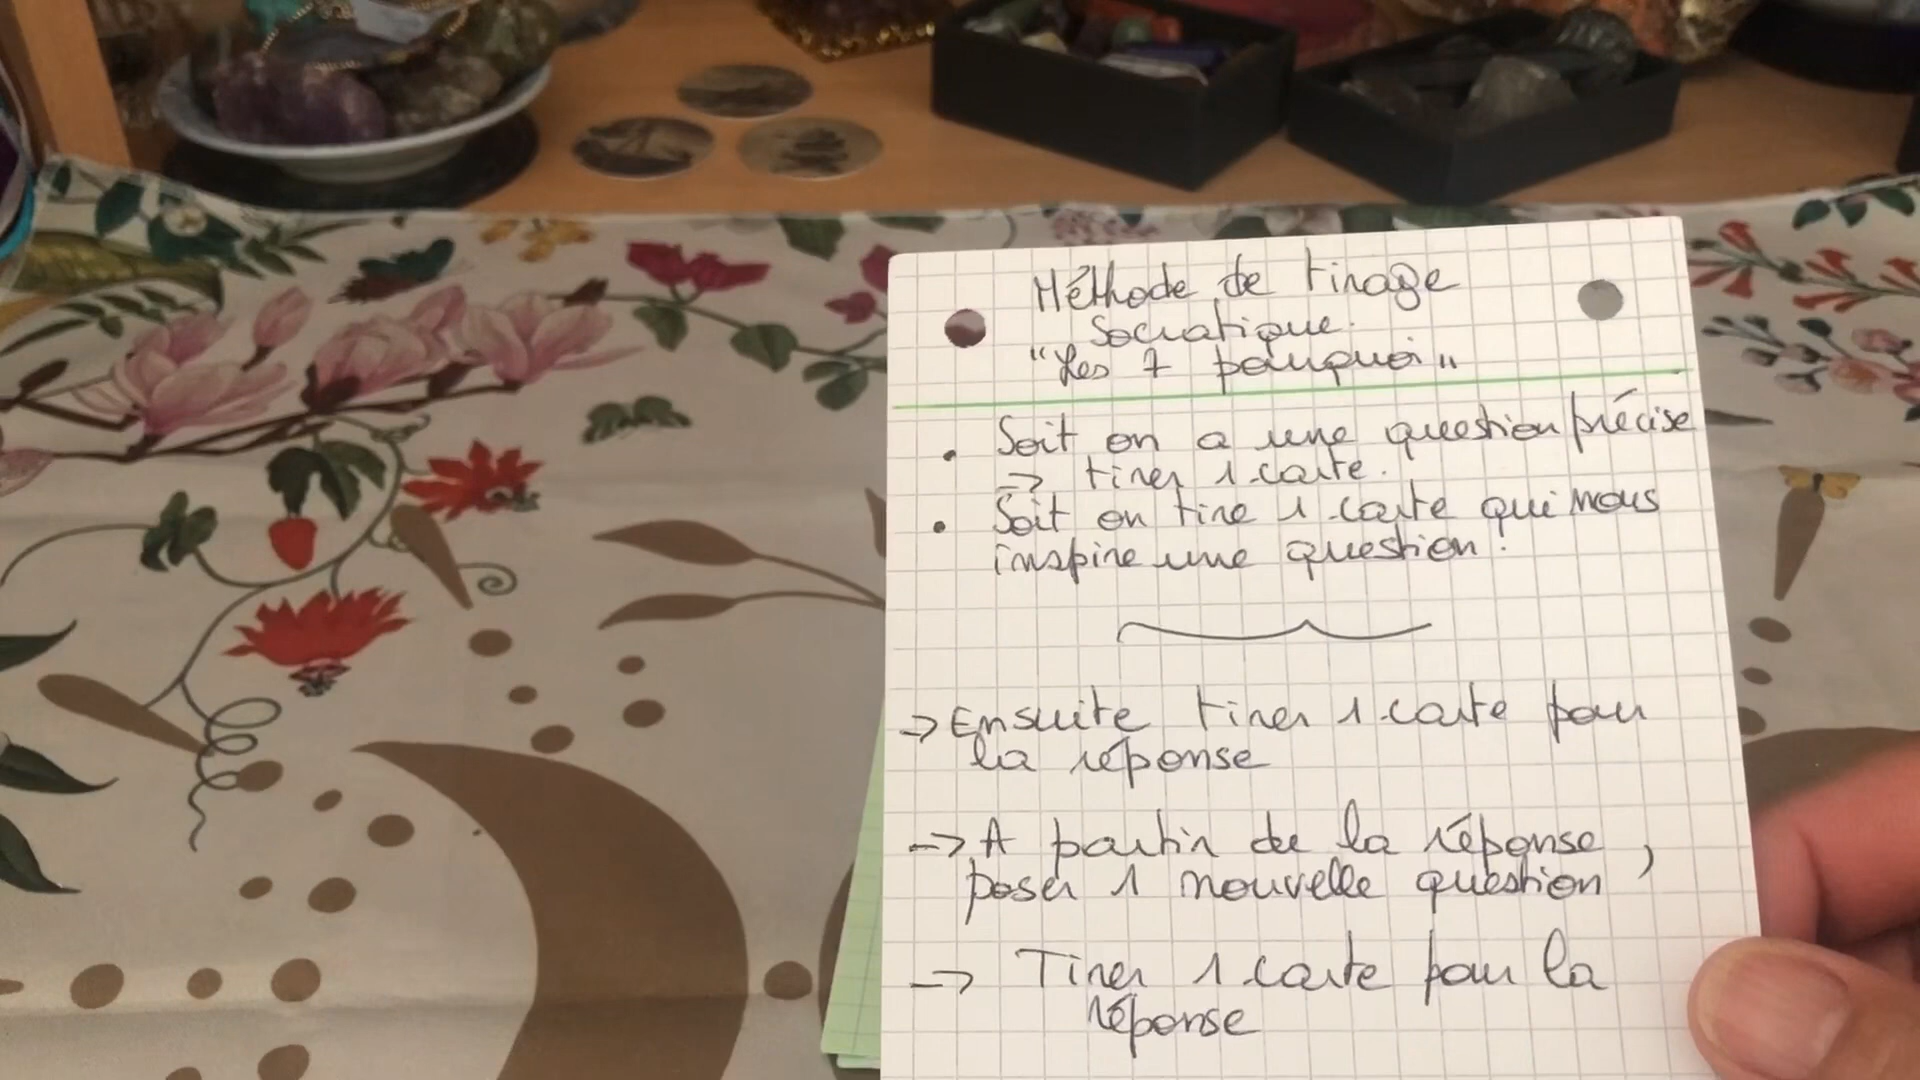 Méthode de tirage
Socratique.
"Les 7 pourquoi"
• Soit on a une question précise
-> tirer 1 carte.
• Soit on tire 1 carte qui nous
inspire une question.
-> Ensuite tirer 1 carte pour
la réponse
-> A partir de la réponse,
poser 1 nouvelle question
-> Tirer 1 carte pour la
réponse